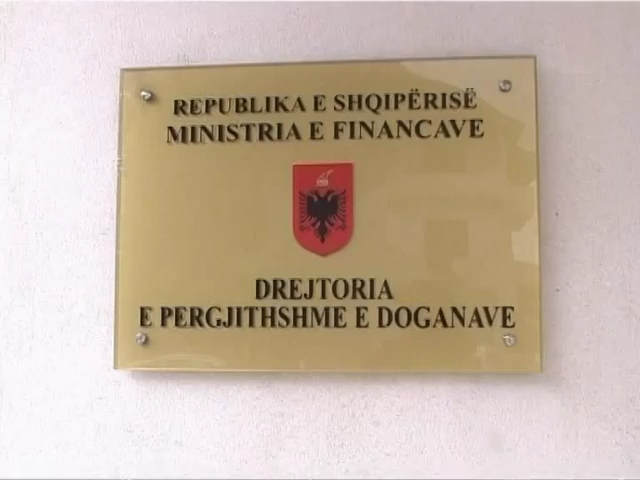 REPUBLIKA E SHQIPËRISË
MINISTRIA E FINANCAVE
DREJTORIA
E PERGJITHSHME E DOGANAVE